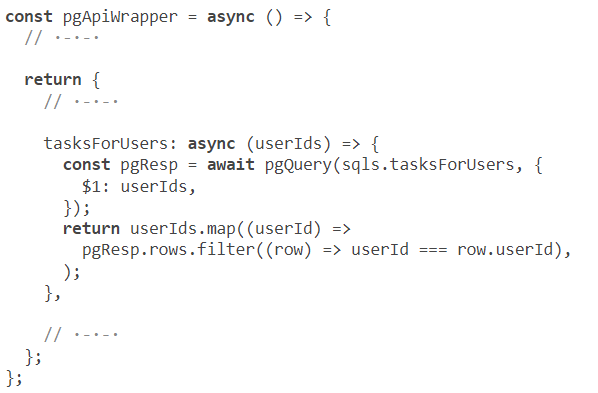 const pgApiWrapper = async () => {
  // ·-·-·

  return {
    // ·-·-·

    tasksForUsers: async (userIds) => {
      const pgResp = await pgQuery(sqls.tasksForUsers, {
        $1: userIds,
      });
      return userIds.map((userId) =>
        pgResp.rows.filter((row) => userId === row.userId),
      );
    },

    // ·-·-·
  };
};